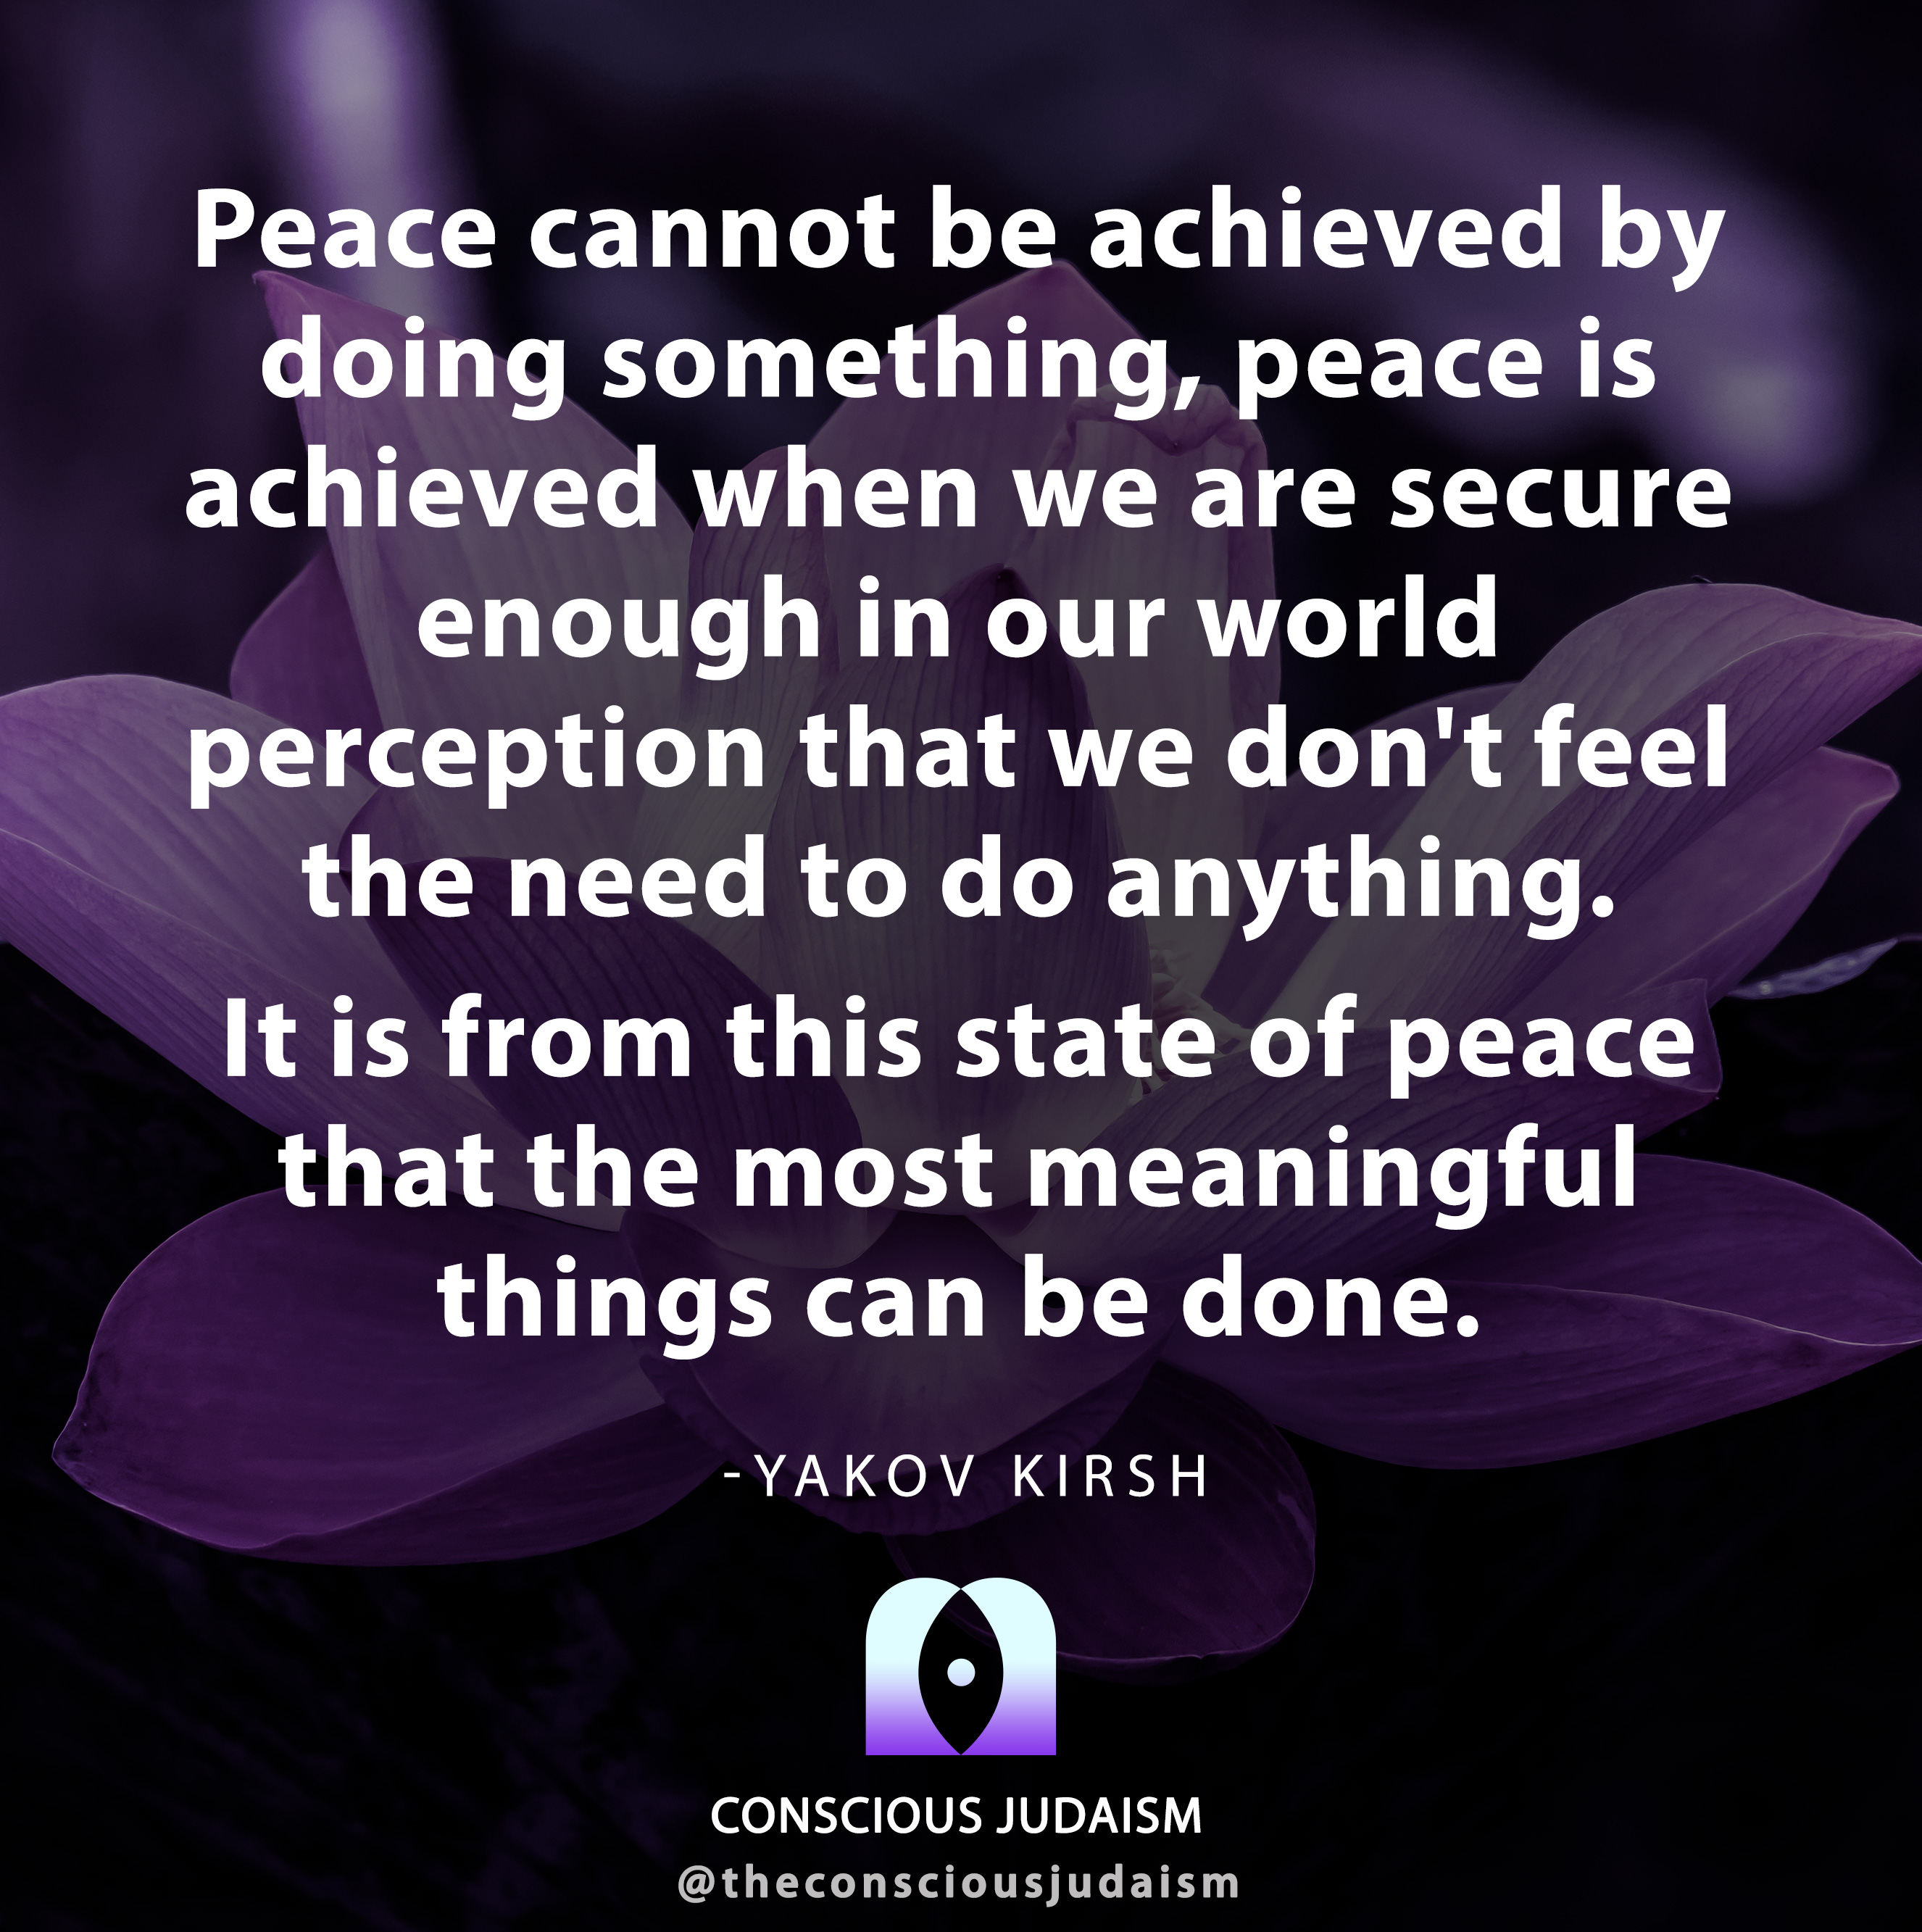 Peace cannot be achieved by
doing something, peace is
achieved when we are secure
enough in our world
perception that we don't feel
the need to do anything.
It is from this state of peace
that the most meaningful
things can be done.
-YAKOV KIRSH
CONSCIOUS JUDAISM
@theconsciousjudaism